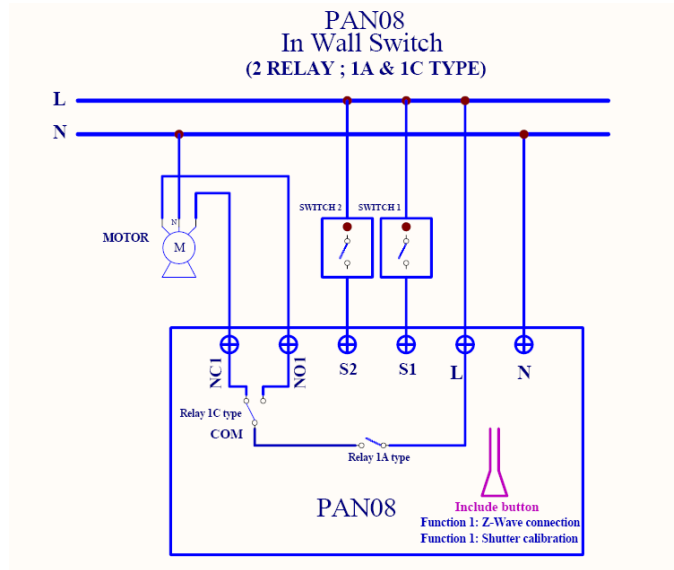 PAN08
In Wall Switch
(2 RELAY ; 1A & 1C TYPE)
L
N
SWITCH 2
SWITCH 1
N
MOTOR
M
NC1
NO1
S2
S1
L
N
Relay 1C type
COM
Relay 1A type
PAN08
Include button
Function 1: Z-Wave connection
Function 1: Shutter calibration